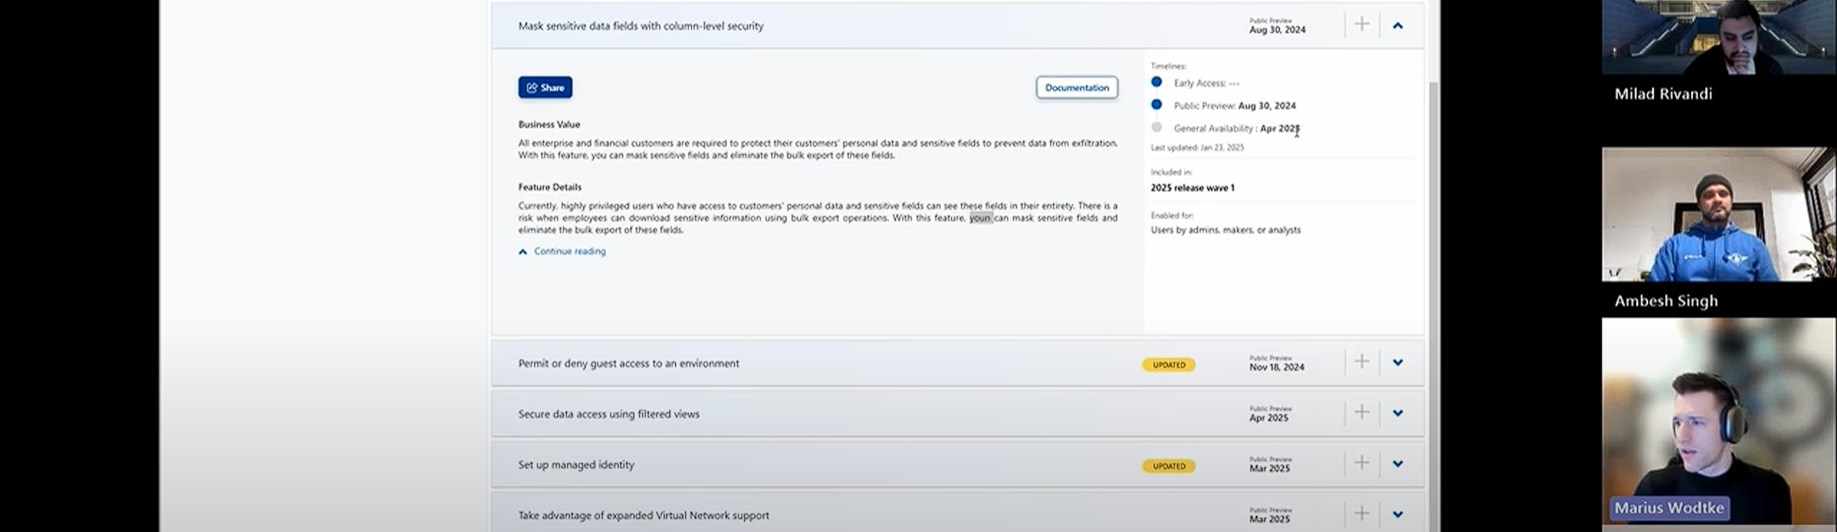 Mask sensitive data fields with column-level security
Public Preview
Aug 30, 2024
Share
Documentation
Business Value
All enterprise and financial customers are required to protect their customers' personal data and sensitive fields to prevent data from exfiltration.
With this feature, you can mask sensitive fields and eliminate the bulk export of these fields.
Feature Details
Currently, highly privileged users who have access to customers' personal data and sensitive fields can see these fields in their entirety. There is a
risk when employees can download sensitive information using bulk export operations. With this feature, youn can mask sensitive fields and
eliminate the bulk export of these fields.
Continue reading
Timelines:
Early Access: ---
Public Preview: Aug 30, 2024
General Availability : Apr 2025
Last updated: Jan 23, 2025
Included in:
2025 release wave 1
Enabled for:
Users by admins, makers, or analysts
Permit or deny guest access to an environment
UPDATED
Public Preview
Nov 18, 2024
Secure data access using filtered views
Public Preview
Apr 2025
Set up managed identity
UPDATED
Public Preview
Mar 2025
Take advantage of expanded Virtual Network support
Public Preview
Mar 2025
Milad Rivandi
Ambesh Singh
Marius Wodtke